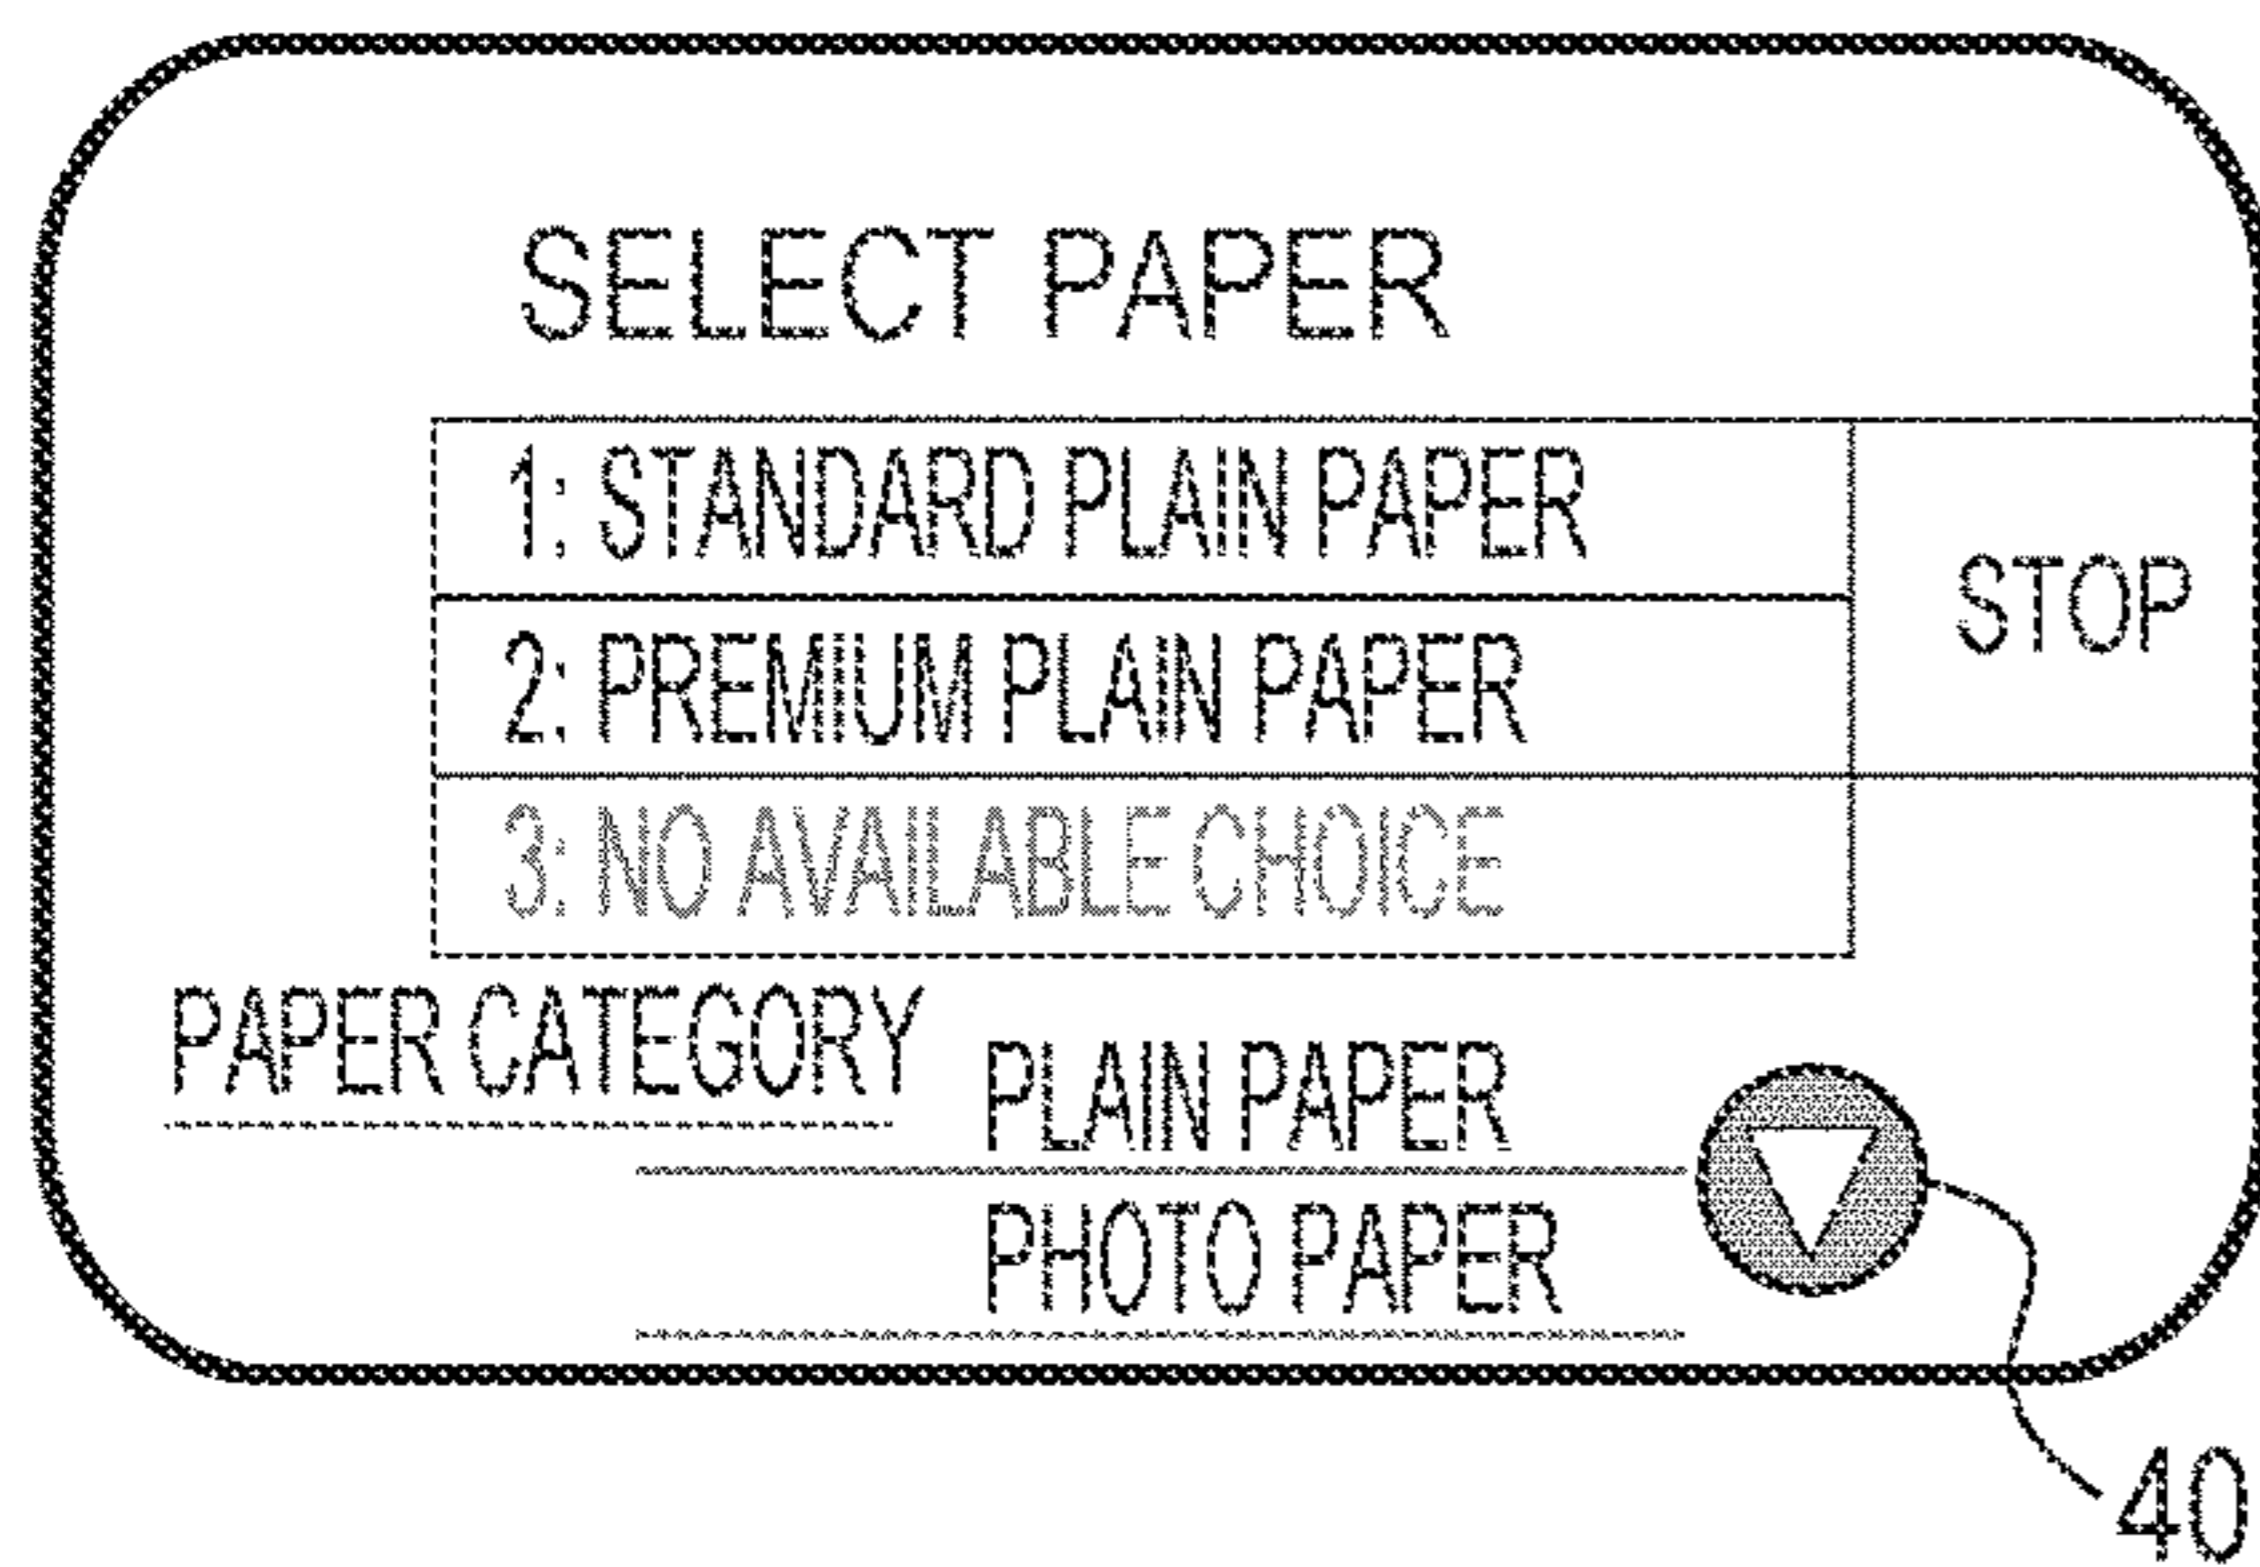 SELECT PAPER
1: STANDARD PLAIN PAPER
STOP
2: PREMIUM PLAIN PAPER
3: NO AVAILABLE CHOICE
PAPER CATEGORY
PLAIN PAPER
PHOTO PAPER
40